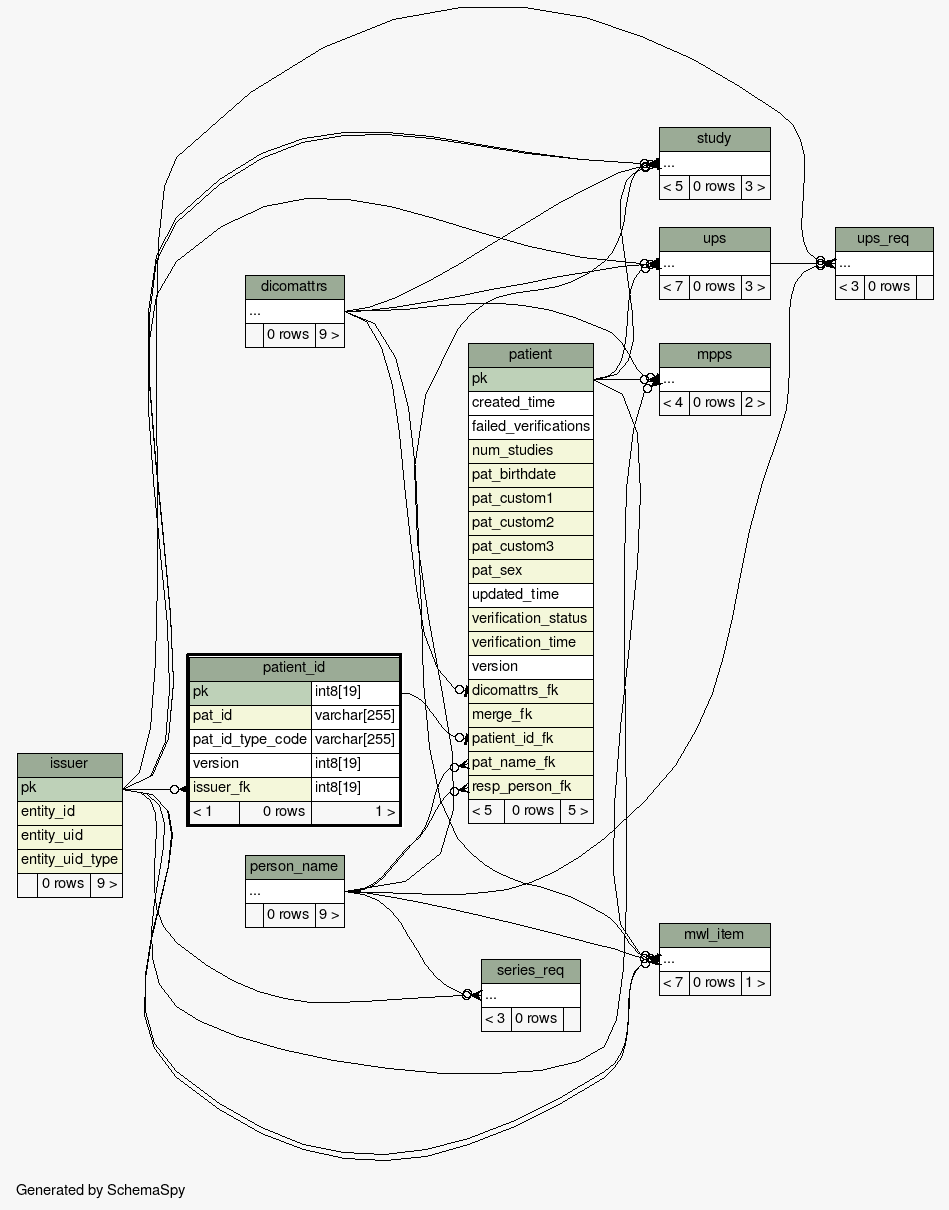 study
...
< 5 0 rows 3 >
ups
...
< 7 0 rows 3 >
ups_req
...
< 3 0 rows
dicomattrs
...
0 rows 9 >
mpps
...
< 4 0 rows 2 >
patient
pk
created_time
failed_verifications
num_studies
pat_birthdate
pat_custom1
pat_custom2
pat_custom3
pat_sex
updated_time
verification_status
verification_time
version
dicomattrs_fk
merge_fk
patient_id_fk
pat_name_fk
resp_person_fk
< 5 0 rows 5 >
patient_id
pk int8[19]
pat_id varchar[255]
pat_id_type_code varchar[255]
version int8[19]
issuer_fk int8[19]
< 1 0 rows 1 >
issuer
pk
entity_id
entity_uid
entity_uid_type
0 rows 9 >
person_name
...
0 rows 9 >
mwl_item
...
< 7 0 rows 1 >
series_req
...
< 3 0 rows
Generated by SchemaSpy